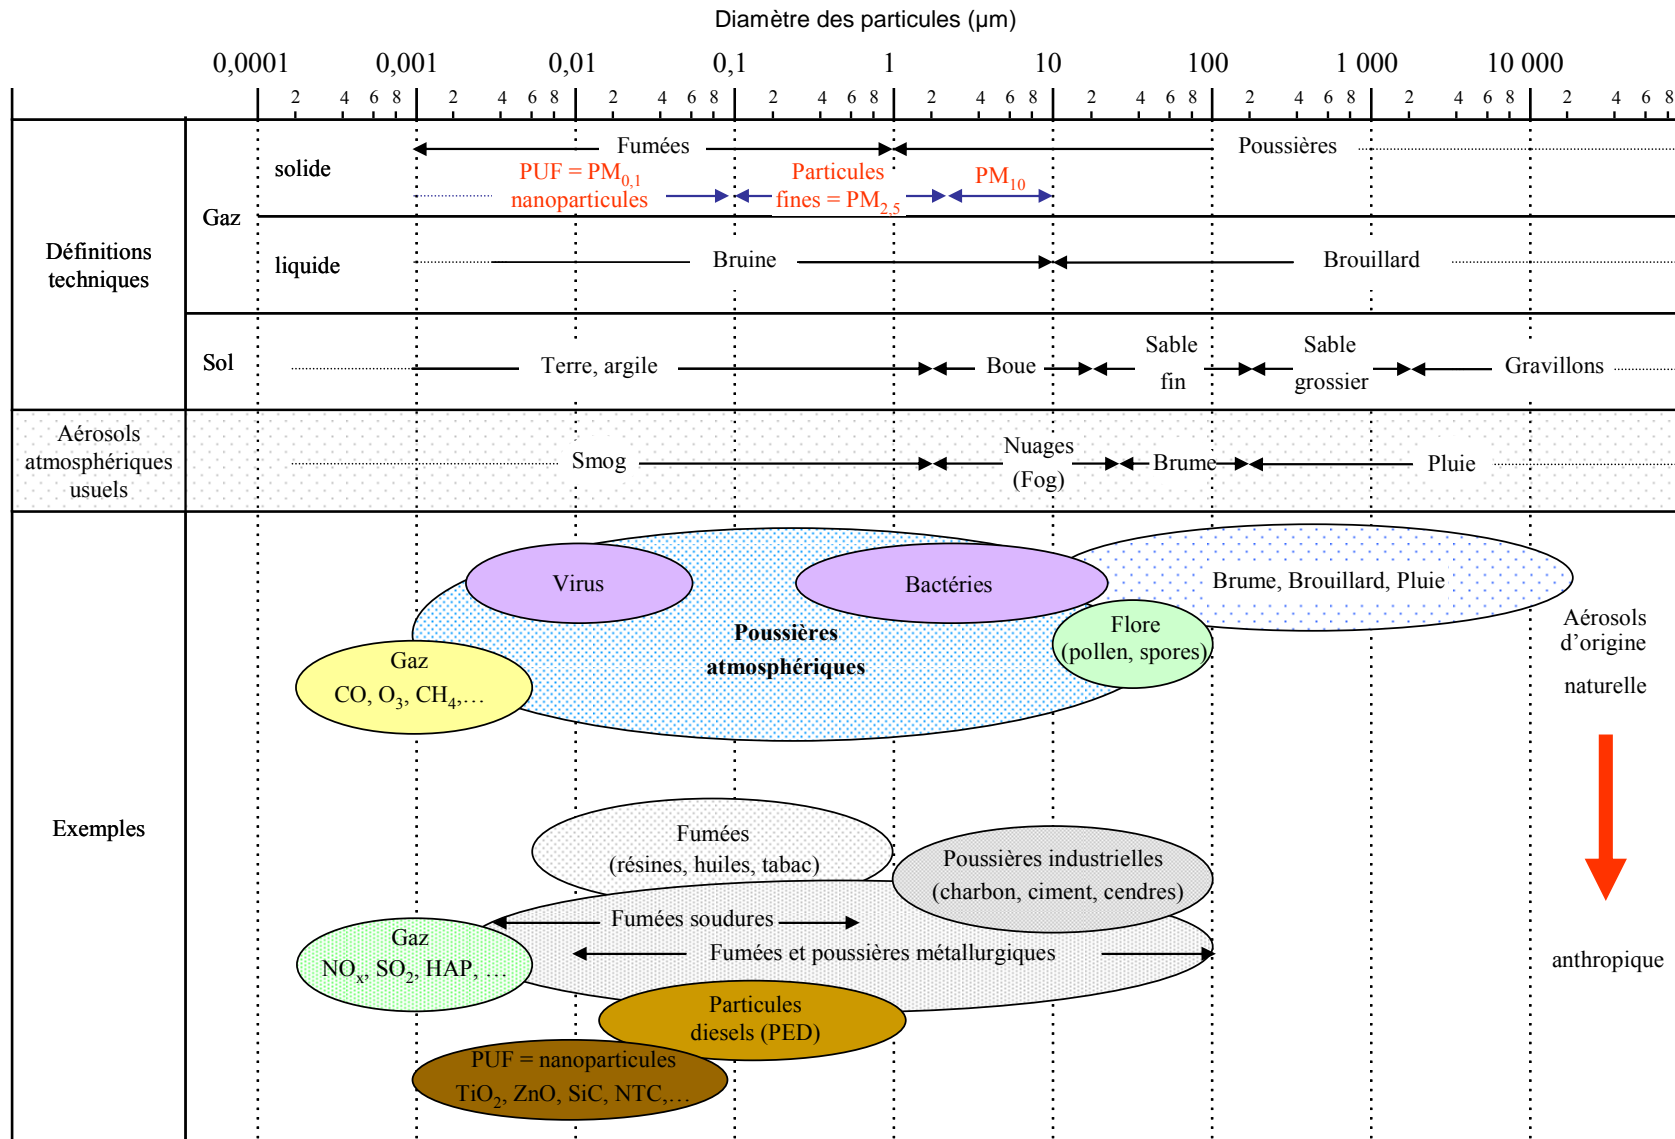 Diamètre des particules (µm)
0,0001 0,001 0,01 0,1 1 10 100 1 000 10 000
2 4 6 8 2 4 6 8 2 4 6 8 2 4 6 8 2 4 6 8 2 4 6 8 2 4 6 8 2 4 6 8 2 4 6 8
Définitions
techniques
Gaz
solide
Fumées
Poussières
PUF = PM0,1
nanoparticules
Particules
fines = PM2,5
PM10
liquide
Bruine
Brouillard
Sol
Terre, argile
Boue
Sable
fin
Sable
grossier
Gravillons
Aérosols
atmosphériques
usuels
Smog
Nuages
(Fog)
Brume
Pluie
Exemples
Virus
Bactéries
Brume, Brouillard, Pluie
Poussières
atmosphériques
Flore
(pollen, spores)
Gaz
CO, O3, CH4,…
Aérosols
d’origine
naturelle
Fumées
(résines, huiles, tabac)
Poussières industrielles
(charbon, ciment, cendres)
Fumées soudures
Fumées et poussières métallurgiques
Gaz
NOx, SO2, HAP, …
anthropique
Particules
diesels (PED)
PUF = nanoparticules
TiO2, ZnO, SiC, NTC,…